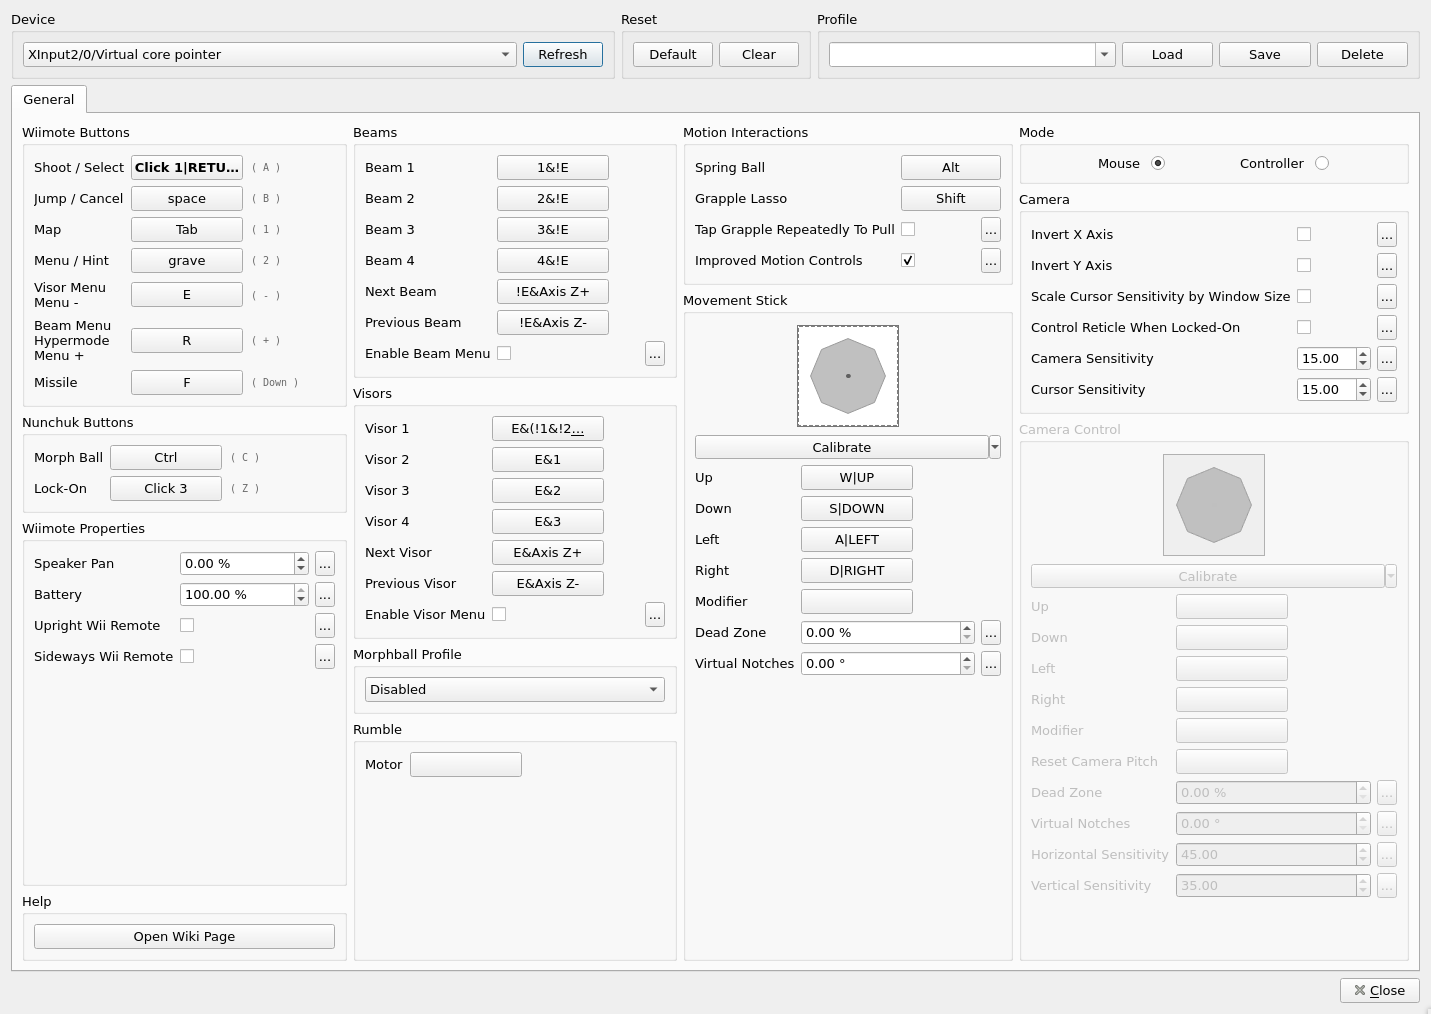 Device
Reset
Profile
XInput2/0/Virtual core pointer
Refresh
Default
Clear
Load
Save
Delete
General
Wiimote Buttons
Shoot / Select
Click 1|RETU...
( A )
Jump / Cancel
space
( B )
Map
Tab
( 1 )
Menu / Hint
grave
( 2 )
Visor Menu
Menu -
E
( - )
Beam Menu
Hypermode
Menu +
R
( + )
Missile
F
( Down )
Nunchuk Buttons
Morph Ball
Ctrl
( C )
Lock-On
Click 3
( Z )
Wiimote Properties
Speaker Pan
0.00 %
...
Battery
100.00 %
...
Upright Wii Remote
...
Sideways Wii Remote
...
Help
Open Wiki Page
Beams
Beam 1
1&!E
Beam 2
2&!E
Beam 3
3&!E
Beam 4
4&!E
Next Beam
!E&Axis Z+
Previous Beam
!E&Axis Z-
Enable Beam Menu
...
Visors
Visor 1
E&(!1&!2...
Visor 2
E&1
Visor 3
E&2
Visor 4
E&3
Next Visor
E&Axis Z+
Previous Visor
E&Axis Z-
Enable Visor Menu
...
Morphball Profile
Disabled
Rumble
Motor
Motion Interactions
Spring Ball
Alt
Grapple Lasso
Shift
Tap Grapple Repeatedly To Pull
...
Improved Motion Controls
...
Movement Stick
Calibrate
Up
W|UP
Down
S|DOWN
Left
A|LEFT
Right
D|RIGHT
Modifier
Dead Zone
0.00 %
...
Virtual Notches
0.00 °
...
Mode
Mouse
Controller
Camera
Invert X Axis
...
Invert Y Axis
...
Scale Cursor Sensitivity by Window Size
...
Control Reticle When Locked-On
...
Camera Sensitivity
15.00
...
Cursor Sensitivity
15.00
...
Camera Control
Calibrate
Up
Down
Left
Right
Modifier
Reset Camera Pitch
Dead Zone
0.00 %
...
Virtual Notches
0.00 °
...
Horizontal Sensitivity
45.00
...
Vertical Sensitivity
35.00
...
Close